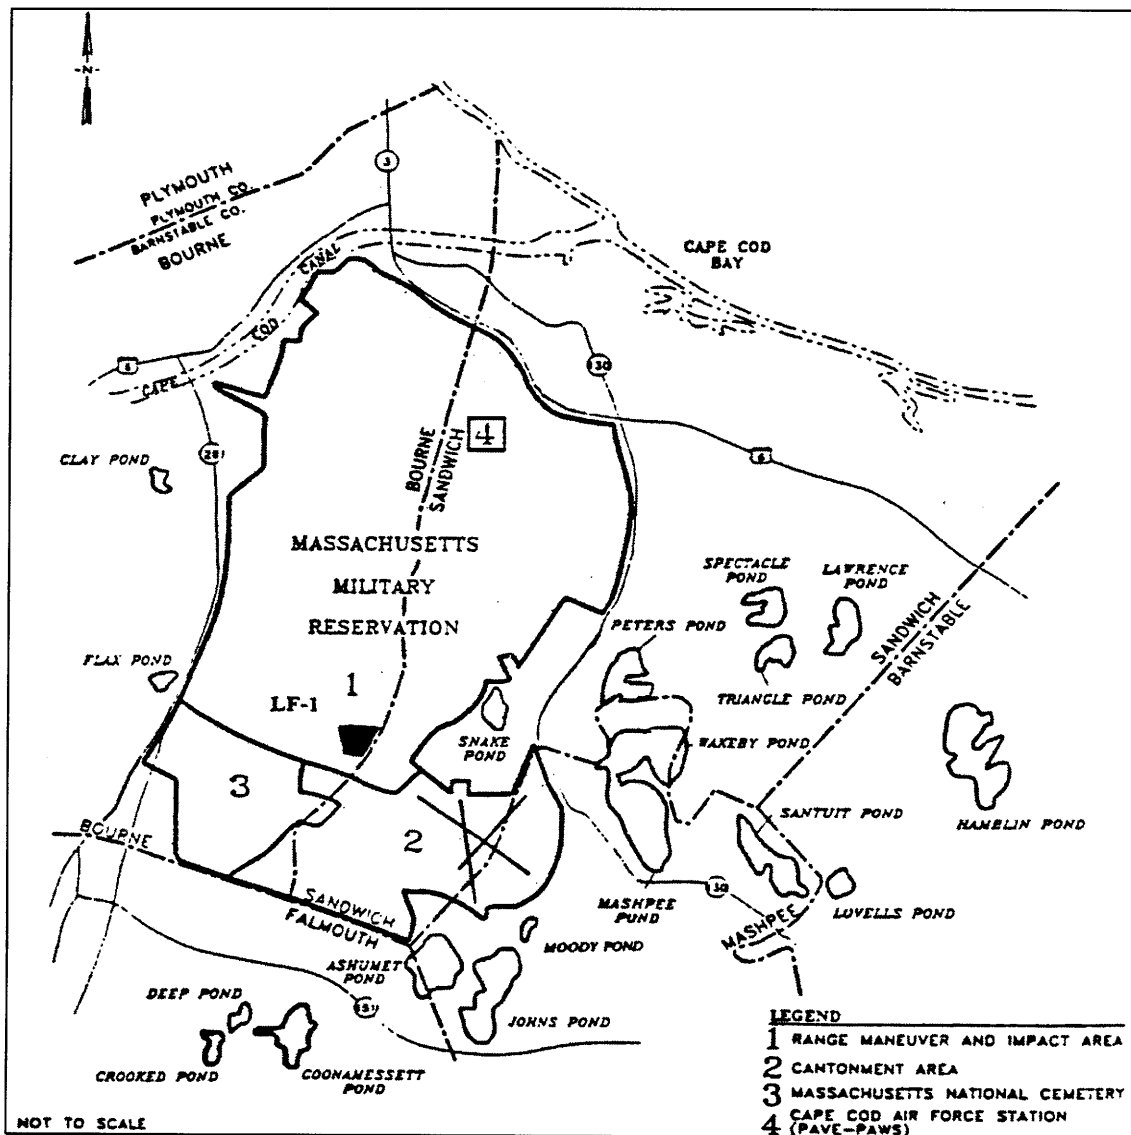 -N-
3
PLYMOUTH
PLYMOUTH CO.
BARNSTABLE CO.
BOURNE
CAPE COD
BAY
CAPE COD CANAL
6
130
281
4
BOURNE
SANDWICH
6
CLAY POND
MASSACHUSETTS
MILITARY
RESERVATION
SPECTACLE
POND
LAWRENCE
POND
PETERS POND
SANDWICH
BARNSTABLE
FLAX POND
1
LF-1
TRIANGLE POND
SNAKE
POND
WAKEBY POND
3
2
SANTUIT POND
HAMBLIN POND
BOURNE
SANDWICH
FALMOUTH
MASHPEE
POND
130
LOVELLS POND
MASHPEE
MOODY POND
ASHUMET
POND
DEEP POND
151
JOHNS POND
CROOKED POND
COONAMESSETT
POND
LEGEND
1 RANGE MANEUVER AND IMPACT AREA
2 CANTONMENT AREA
3 MASSACHUSETTS NATIONAL CEMETERY
4 CAPE COD AIR FORCE STATION
(PAVE-PAWS)
NOT TO SCALE